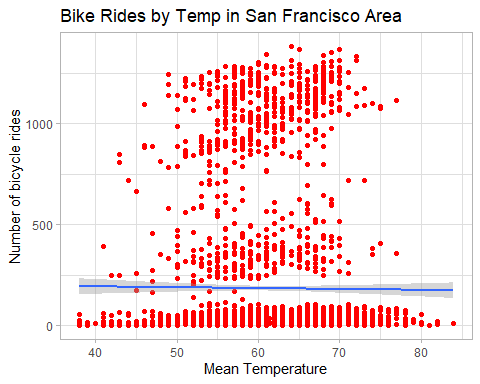 Bike Rides by Temp in San Francisco Area
Number of bicycle rides
1000
500
0
40
50
60
70
80
Mean Temperature